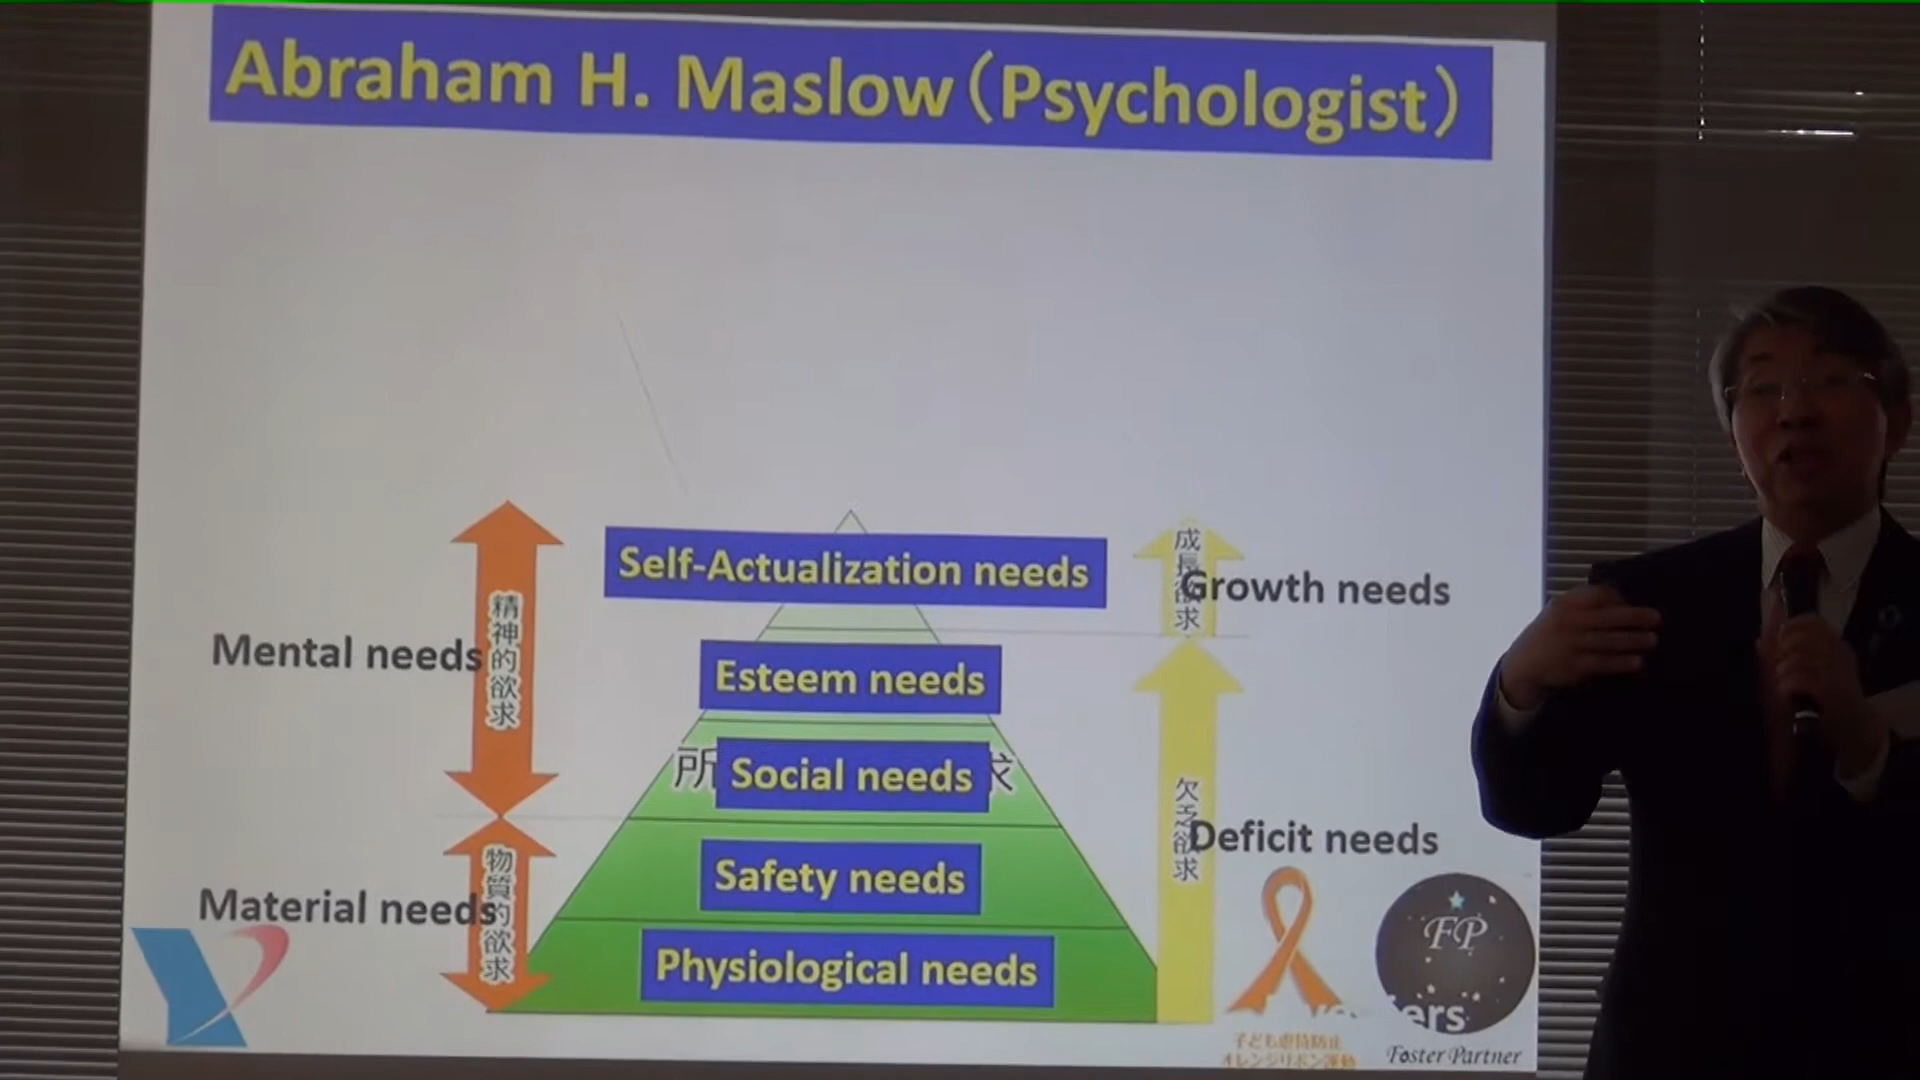 Abraham H. Maslow（Psychologist）
Self-Actualization needs
成長欲求
Growth needs
Mental needs
精神的欲求
Esteem needs
所
Social needs
求
Safety needs
欠乏欲求
Deficit needs
Material needs
物質的欲求
Physiological needs
FP
ers
子ども虐待防止
オレンジリボン運動
Foster Partner